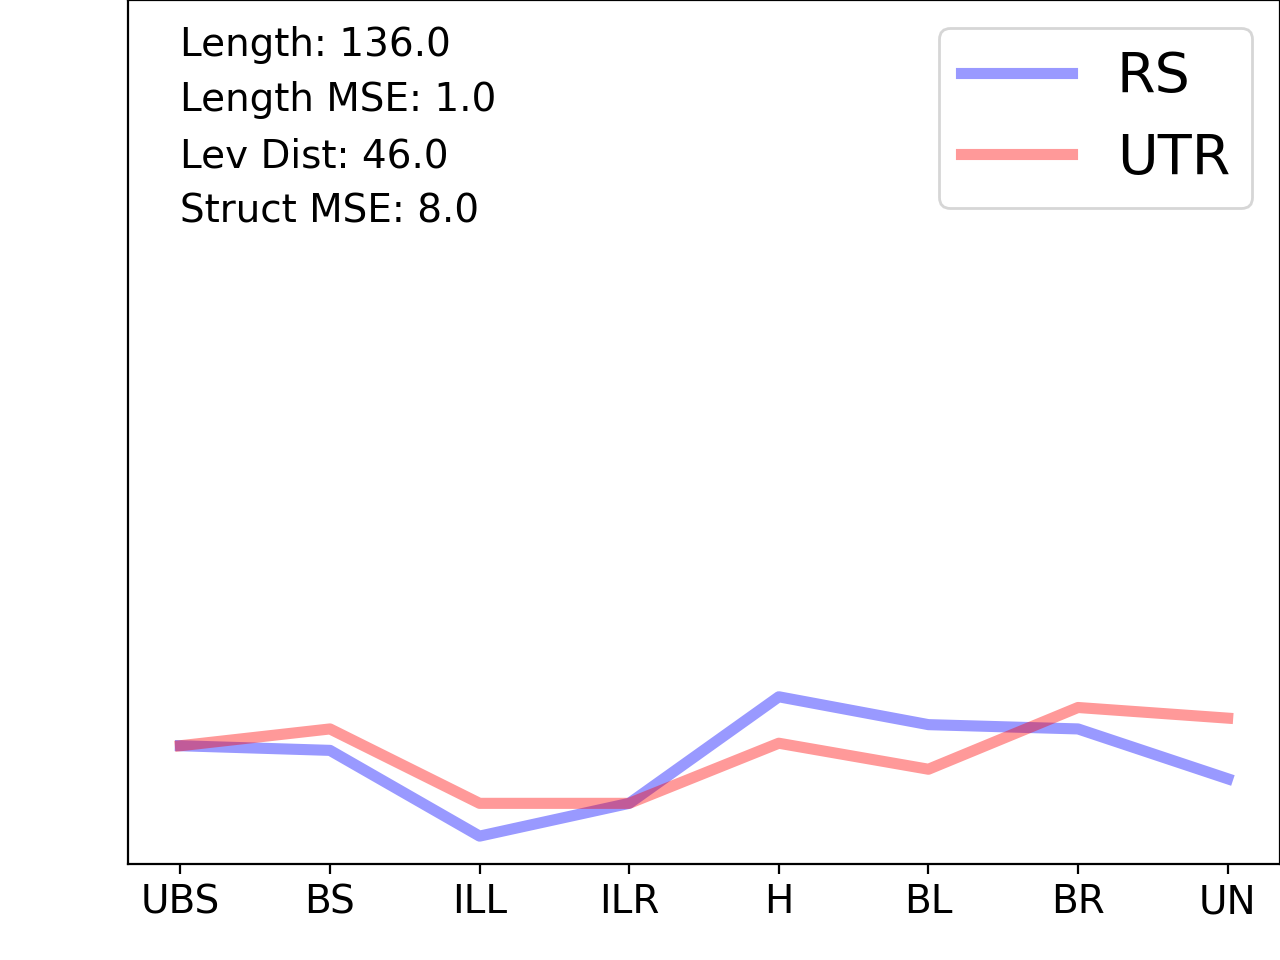 Length: 136.0
Length MSE: 1.0
Lev Dist: 46.0
Struct MSE: 8.0
RS
UTR
UBS BS ILL ILR H BL BR UN